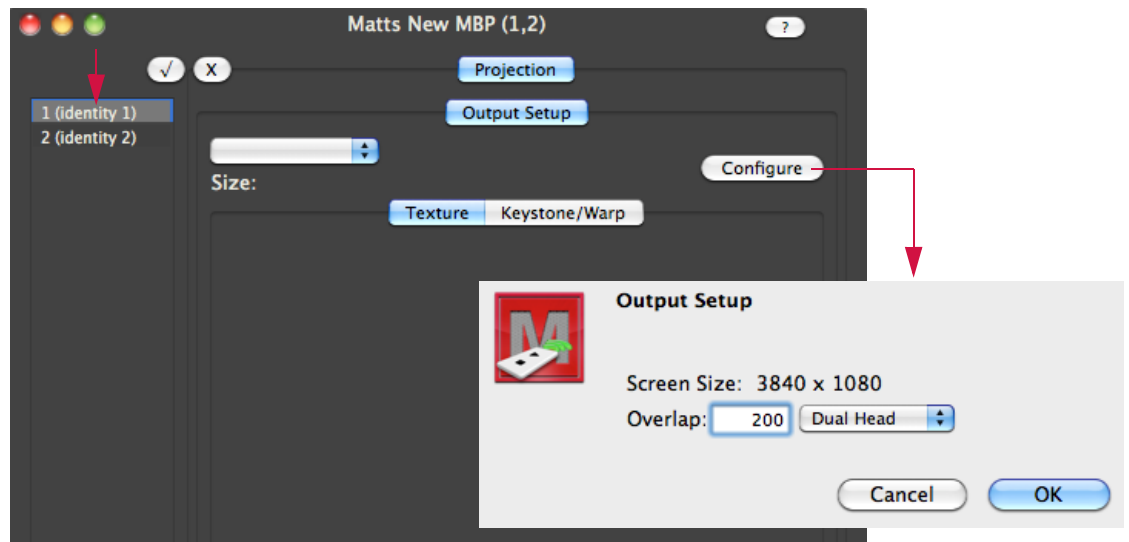 Matts New MBP (1,2)
?
√ X
Projection
1 (identity 1)
2 (identity 2)
Output Setup
Configure
Size:
Texture Keystone/Warp
M
Output Setup
Screen Size: 3840 x 1080
Overlap: 200 Dual Head
Cancel OK